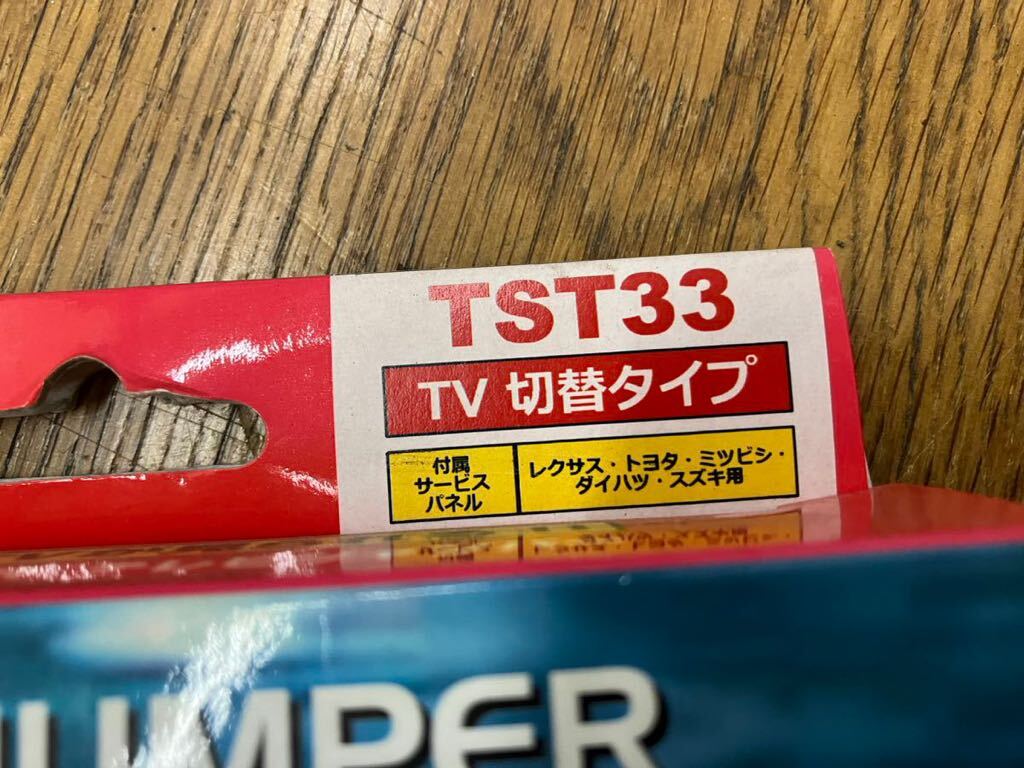 TST33
TV 切替タイプ
付属
サービス
パネル
レクサス・トヨタ・ミツビシ・
ダイハツ・スズキ用
JUMPER